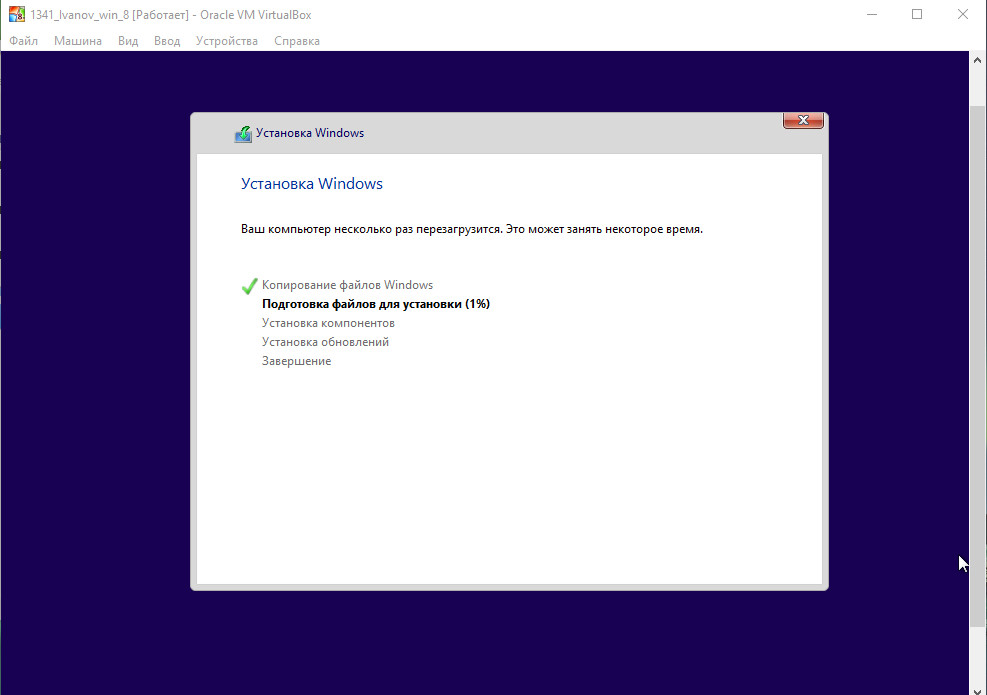 1341_Ivanov_win_8 [Работает] - Oracle VM VirtualBox
Файл Машина Вид Ввод Устройства Справка
Установка Windows
Установка Windows
Ваш компьютер несколько раз перезагрузится. Это может занять некоторое время.
Копирование файлов Windows
Подготовка файлов для установки (1%)
Установка компонентов
Установка обновлений
Завершение